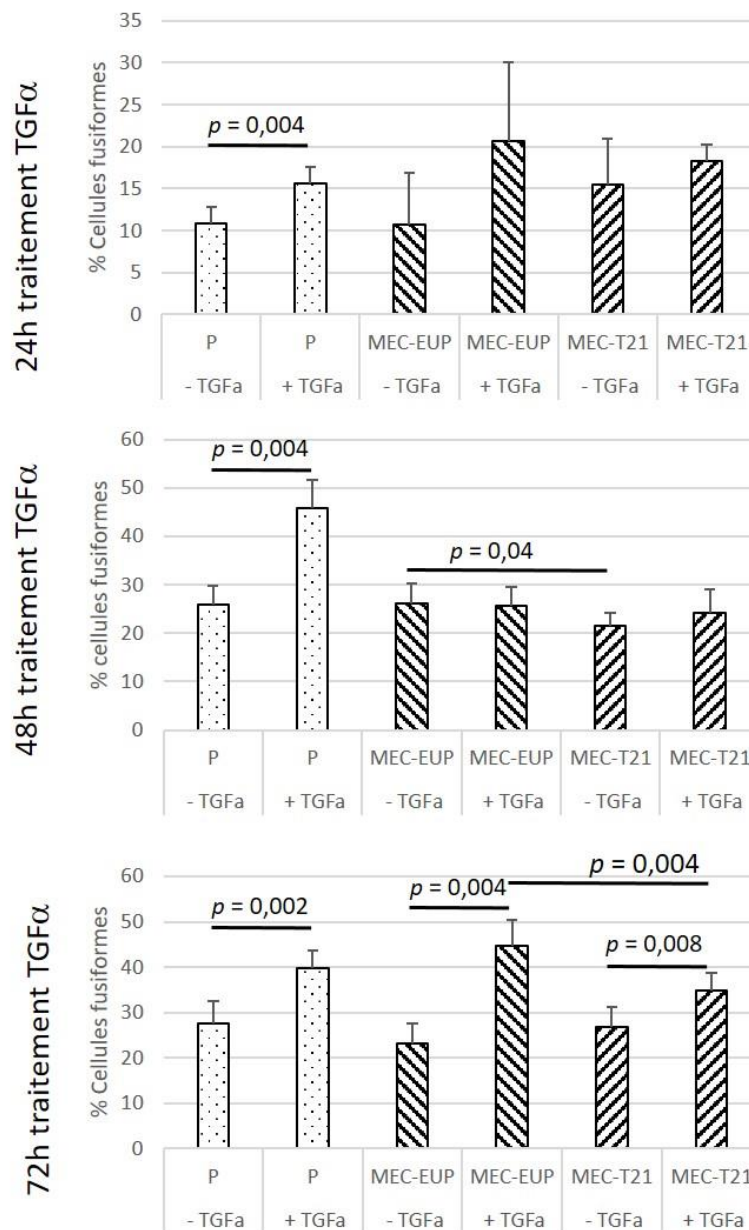 24h traitement TGFα
% Cellules fusiformes
35
30
25
20
15
10
5
0
p = 0,004
P P MEC-EUP MEC-EUP MEC-T21 MEC-T21
- TGFa + TGFa - TGFa + TGFa - TGFa + TGFa
48h traitement TGFα
% cellules fusiformes
60
50
40
30
20
10
0
p = 0,004
p = 0,04
P P MEC-EUP MEC-EUP MEC-T21 MEC-T21
- TGFa + TGFa - TGFa + TGFa - TGFa + TGFa
72h traitement TGFα
% Cellules fusiformes
60
50
40
30
20
10
0
p = 0,002
p = 0,004
p = 0,004
p = 0,008
P P MEC-EUP MEC-EUP MEC-T21 MEC-T21
- TGFa + TGFa - TGFa + TGFa - TGFa + TGFa